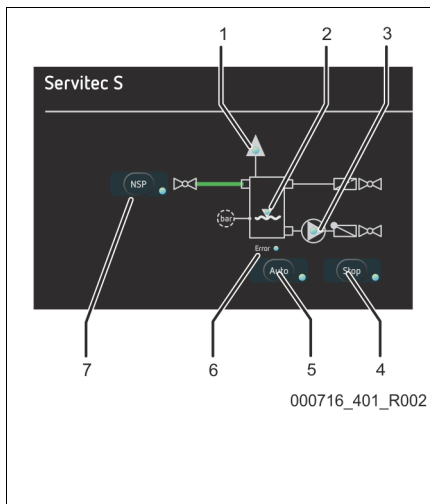 1 2 3
Servitec S
NSP
bar
Error
Auto Stop
7 6 5 4
000716_401_R002